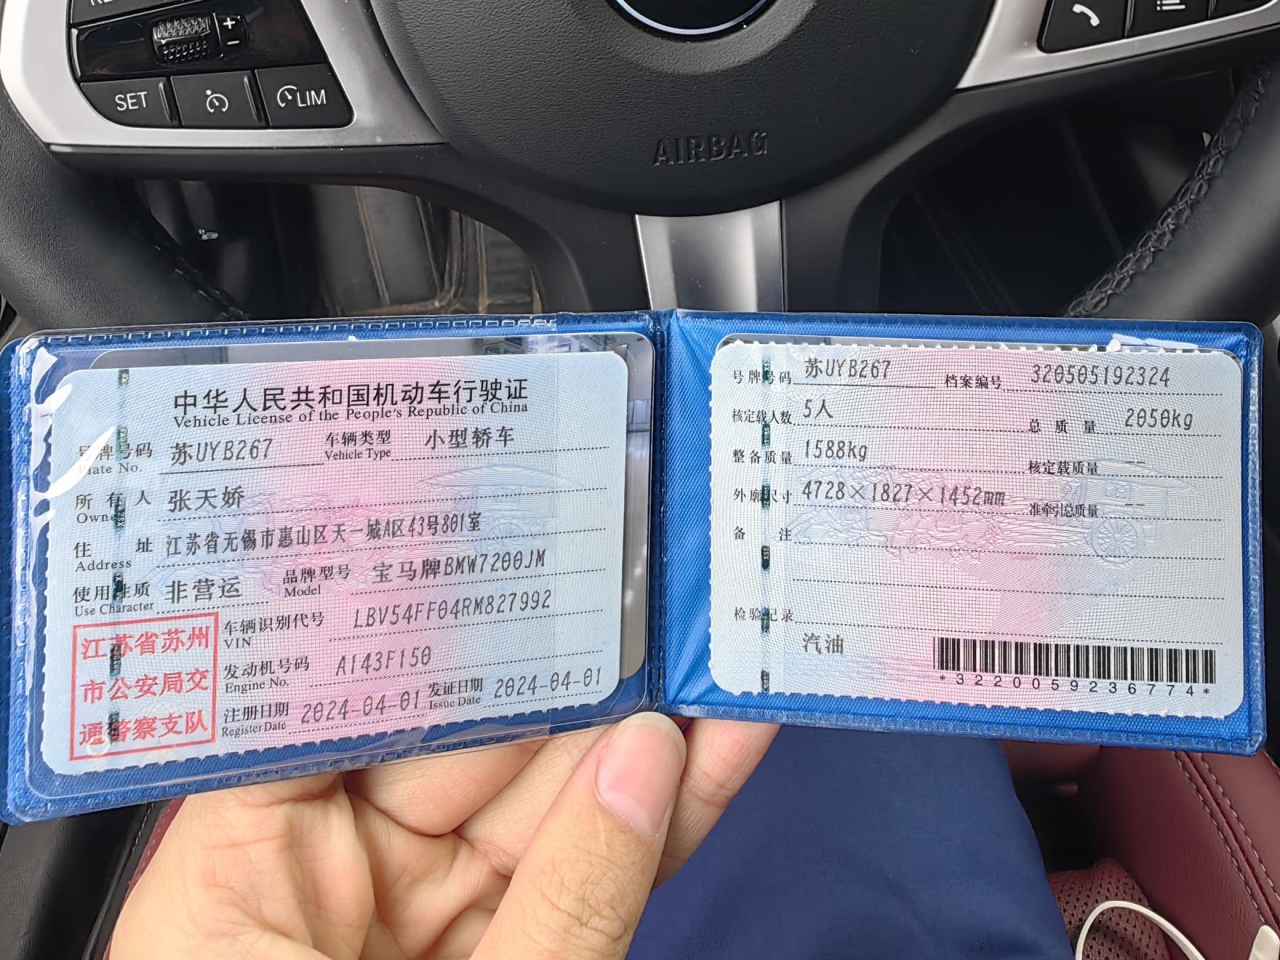 SET
LIM
AIRBAG
中华人民共和国机动车行驶证
Vehicle License of the People's Republic of China
号牌号码 苏UYB267 车辆类型 小型轿车
Plate No. Vehicle Type
所有人 张天娇
Owner
住址 江苏省无锡市惠山区天一城A区43号801室
Address
使用性质 非营运 品牌型号 宝马牌BMW7200JM
Use Character Model
江苏省苏州
市公安局交
通警察支队
车辆识别代号 LBV54FF04RM827992
VIN
发动机号码 A143F150
Engine No.
注册日期 2024-04-01 发证日期 2024-04-01
Register Date Issue Date
号牌号码 苏UYB267 档案编号 320505192324
核定载人数 5人 总质量 2050kg
整备质量 1588kg 核定载质量 --
外廓尺寸 4728×1827×1452mm 准牵引总质量 --
备注
检验记录
汽油
*3220059236774*